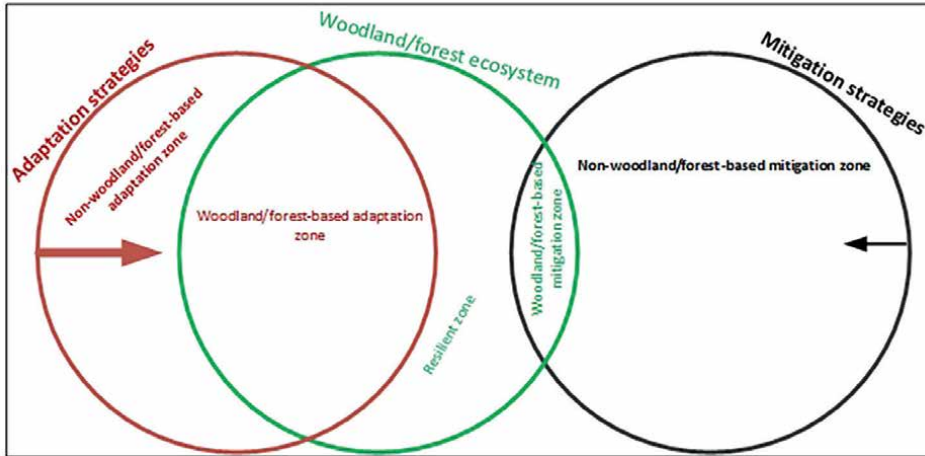 Adaptation strategies
Non-woodland/forest-based
adaptation zone
Woodland/forest-based adaptation
zone
Woodland/forest ecosystem
Resilient zone
Woodland/forest-based
mitigation zone
Mitigation strategies
Non-woodland/forest-based mitigation zone